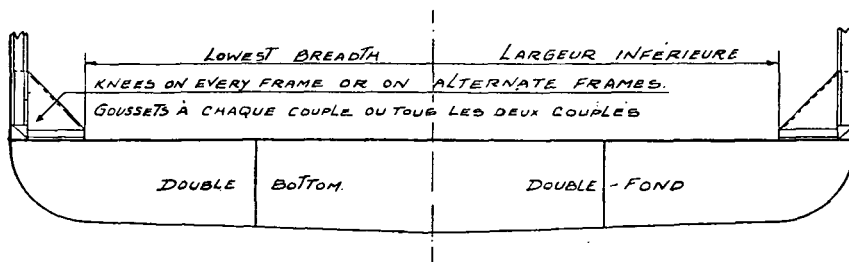 LOWEST BREADTH LARGEUR INFÉRIEURE
KNEES ON EVERY FRAME OR ON ALTERNATE FRAMES.
GOUSSETS À CHAQUE COUPLE OU TOUS LES DEUX COUPLES
DOUBLE BOTTOM. DOUBLE-FOND